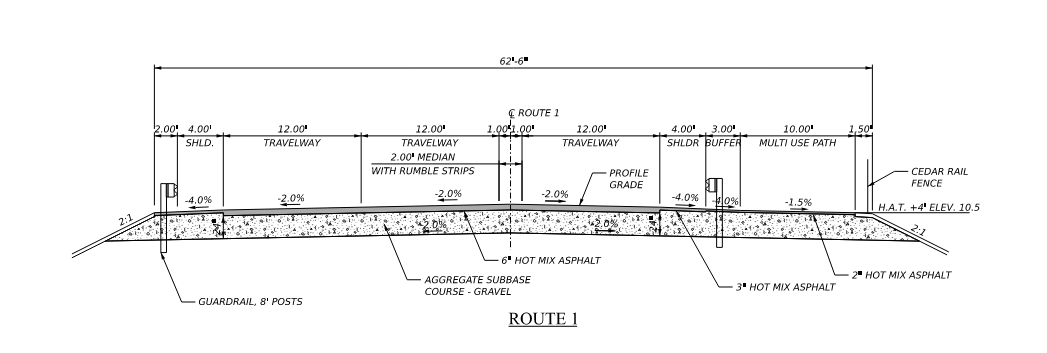 62'-6"
℄ ROUTE 1
2.00' 4.00' 12.00' 12.00' 1.00' 1.00' 12.00' 4.00' 3.00' 10.00' 1.50'
SHLD. TRAVELWAY TRAVELWAY TRAVELWAY SHLDR BUFFER MULTI USE PATH
2.00' MEDIAN
WITH RUMBLE STRIPS
PROFILE
GRADE
CEDAR RAIL
FENCE
-4.0% -2.0% -2.0% -2.0% -4.0% -4.0% -1.5%
H.A.T. +4' ELEV. 10.5
2:1
24"
-2.0%
-2.0%
24"
2:1
6" HOT MIX ASPHALT
2" HOT MIX ASPHALT
AGGREGATE SUBBASE
COURSE - GRAVEL
3" HOT MIX ASPHALT
GUARDRAIL, 8' POSTS
ROUTE 1